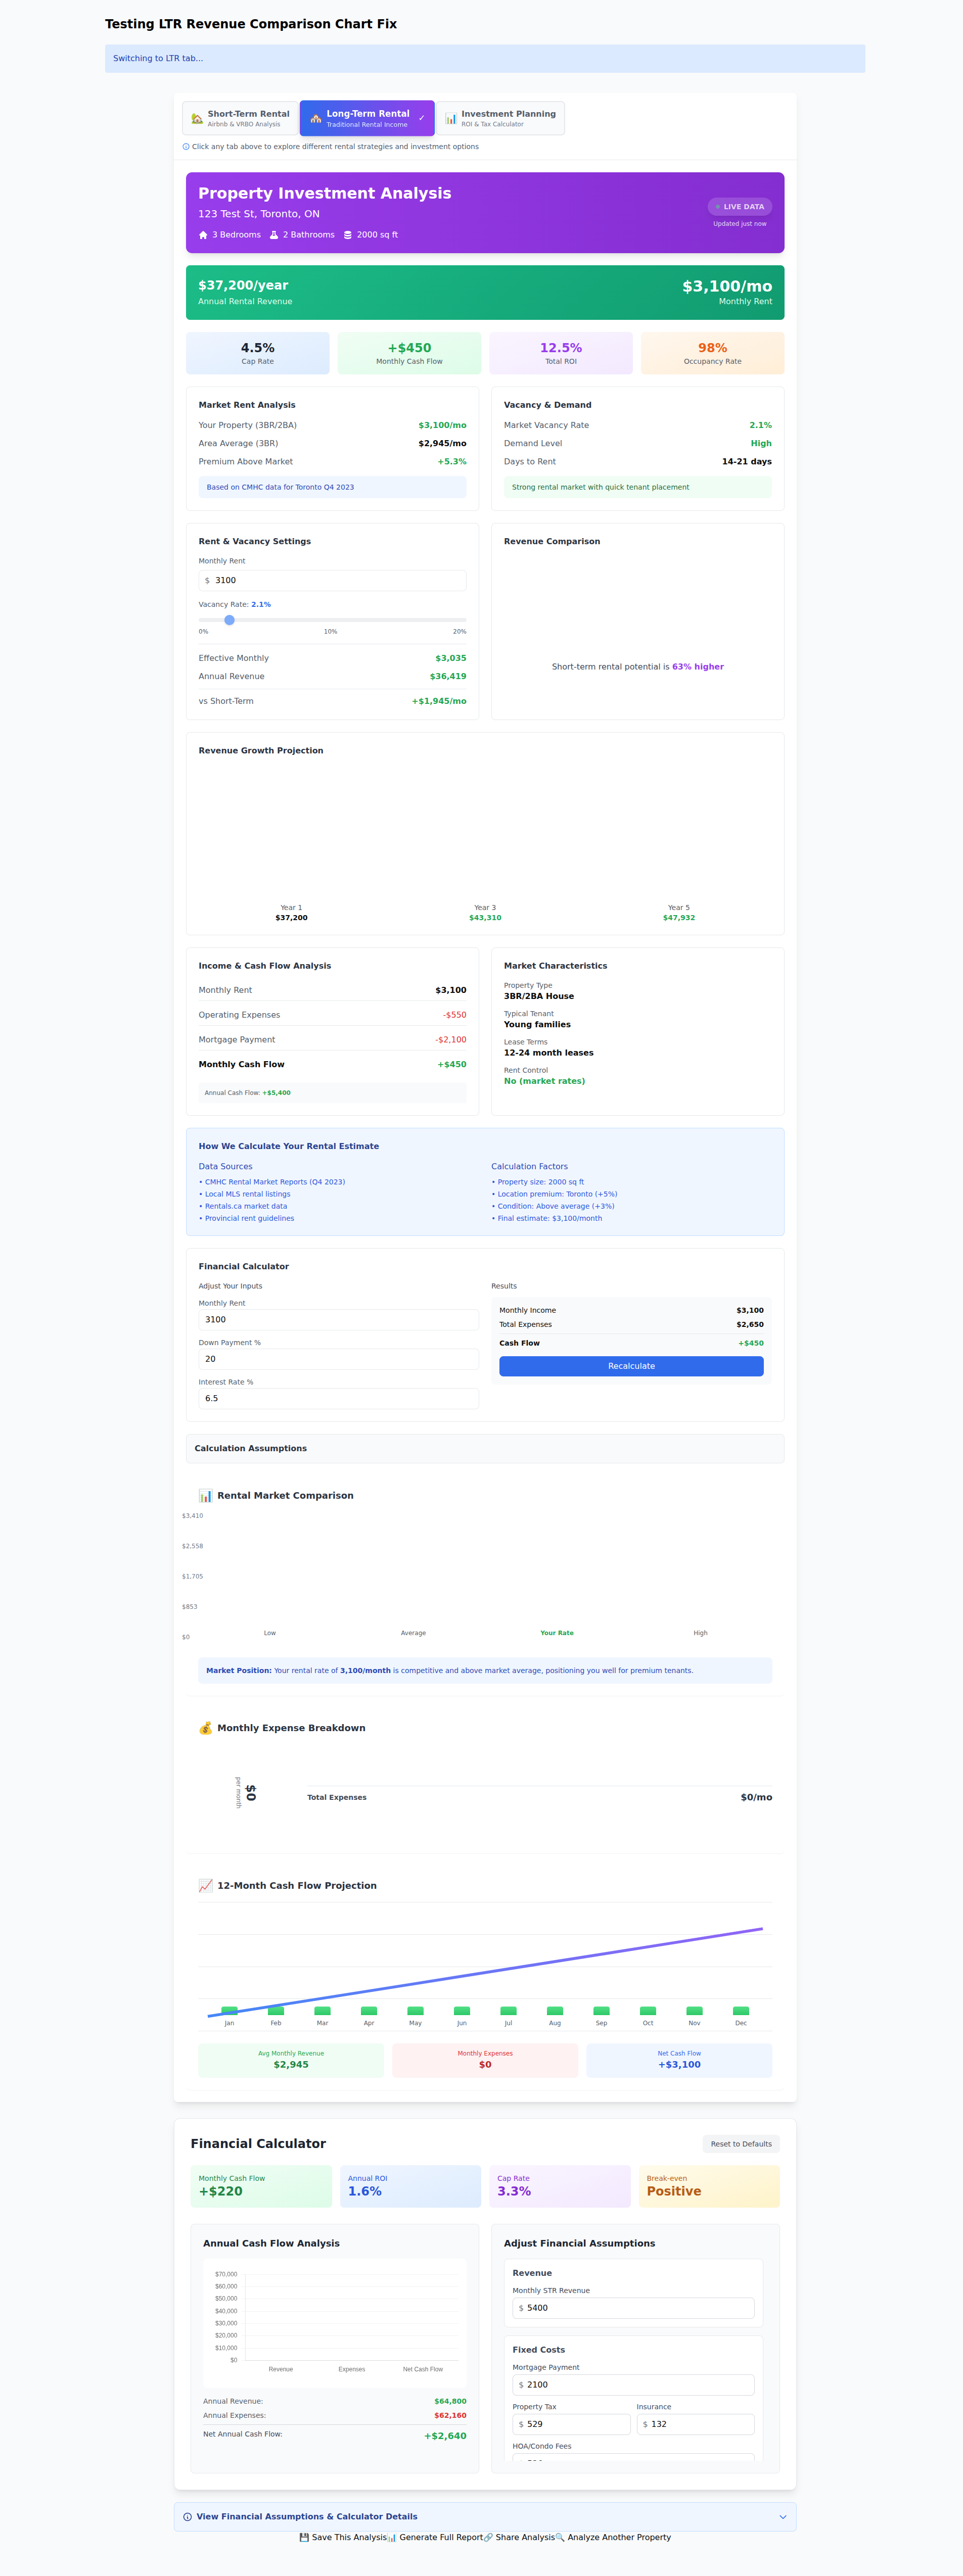 Testing LTR Revenue Comparison Chart Fix
Switching to LTR tab...
Short-Term Rental
Airbnb & VRBO Analysis
Long-Term Rental
Traditional Rental Income
✓
Investment Planning
ROI & Tax Calculator
Click any tab above to explore different rental strategies and investment options
Property Investment Analysis
123 Test St, Toronto, ON
3 Bedrooms 2 Bathrooms 2000 sq ft
LIVE DATA
Updated just now
$37,200/year
Annual Rental Revenue
$3,100/mo
Monthly Rent
4.5%
Cap Rate
+$450
Monthly Cash Flow
12.5%
Total ROI
98%
Occupancy Rate
Market Rent Analysis
Your Property (3BR/2BA) $3,100/mo
Area Average (3BR) $2,945/mo
Premium Above Market +5.3%
Based on CMHC data for Toronto Q4 2023
Vacancy & Demand
Market Vacancy Rate 2.1%
Demand Level High
Days to Rent 14-21 days
Strong rental market with quick tenant placement
Rent & Vacancy Settings
Monthly Rent
$ 3100
Vacancy Rate: 2.1%
0% 10% 20%
Effective Monthly $3,035
Annual Revenue $36,419
vs Short-Term +$1,945/mo
Revenue Comparison
Short-term rental potential is 63% higher
Revenue Growth Projection
Year 1
$37,200
Year 3
$43,310
Year 5
$47,932
Income & Cash Flow Analysis
Monthly Rent $3,100
Operating Expenses -$550
Mortgage Payment -$2,100
Monthly Cash Flow +$450
Annual Cash Flow: +$5,400
Market Characteristics
Property Type
3BR/2BA House
Typical Tenant
Young families
Lease Terms
12-24 month leases
Rent Control
No (market rates)
How We Calculate Your Rental Estimate
Data Sources
• CMHC Rental Market Reports (Q4 2023)
• Local MLS rental listings
• Rentals.ca market data
• Provincial rent guidelines
Calculation Factors
• Property size: 2000 sq ft
• Location premium: Toronto (+5%)
• Condition: Above average (+3%)
• Final estimate: $3,100/month
Financial Calculator
Adjust Your Inputs
Monthly Rent
3100
Down Payment %
20
Interest Rate %
6.5
Results
Monthly Income $3,100
Total Expenses $2,650
Cash Flow +$450
Recalculate
Calculation Assumptions
Rental Market Comparison
$3,410
$2,558
$1,705
$853
$0
Low Average Your Rate High
Market Position: Your rental rate of 3,100/month is competitive and above market average, positioning you well for premium tenants.
Monthly Expense Breakdown
$0
per month
Total Expenses $0/mo
12-Month Cash Flow Projection
Jan Feb Mar Apr May Jun Jul Aug Sep Oct Nov Dec
Avg Monthly Revenue
$2,945
Monthly Expenses
$0
Net Cash Flow
+$3,100
Financial Calculator
Reset to Defaults
Monthly Cash Flow
+$220
Annual ROI
1.6%
Cap Rate
3.3%
Break-even
Positive
Annual Cash Flow Analysis
$70,000
$60,000
$50,000
$40,000
$30,000
$20,000
$10,000
$0
Revenue Expenses Net Cash Flow
Annual Revenue: $64,800
Annual Expenses: $62,160
Net Annual Cash Flow: +$2,640
Adjust Financial Assumptions
Revenue
Monthly STR Revenue
$ 5400
Fixed Costs
Mortgage Payment
$ 2100
Property Tax Insurance
$ 529 $ 132
HOA/Condo Fees
View Financial Assumptions & Calculator Details
Save This Analysis Generate Full Report Share Analysis Analyze Another Property